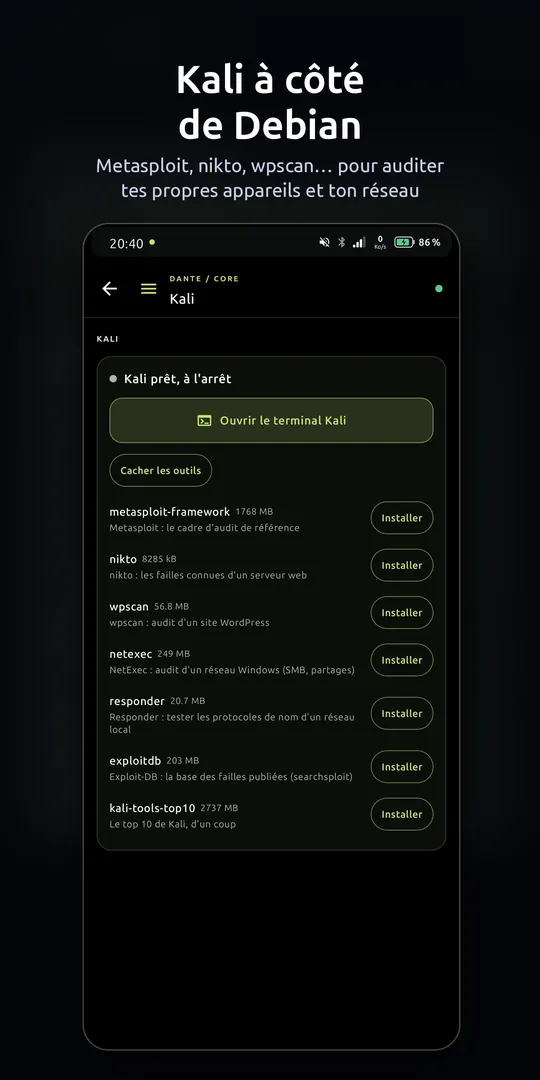 Kali à côté
de Debian
Metasploit, nikto, wpscan... pour auditer
tes propres appareils et ton réseau
20:40
0
Ko/s
86%
DANTE / CORE
Kali
KALI
Kali prêt, à l'arrêt
Ouvrir le terminal Kali
Cacher les outils
metasploit-framework 1768 MB
Metasploit : le cadre d'audit de référence
Installer
nikto 8285 kB
nikto : les failles connues d'un serveur web
Installer
wpscan 56.8 MB
wpscan : audit d'un site WordPress
Installer
netexec 249 MB
NetExec : audit d'un réseau Windows (SMB, partages)
Installer
responder 20.7 MB
Responder : tester les protocoles de nom d'un réseau
local
Installer
exploitdb 203 MB
Exploit-DB : la base des failles publiées (searchsploit)
Installer
kali-tools-top10 2737 MB
Le top 10 de Kali, d'un coup
Installer